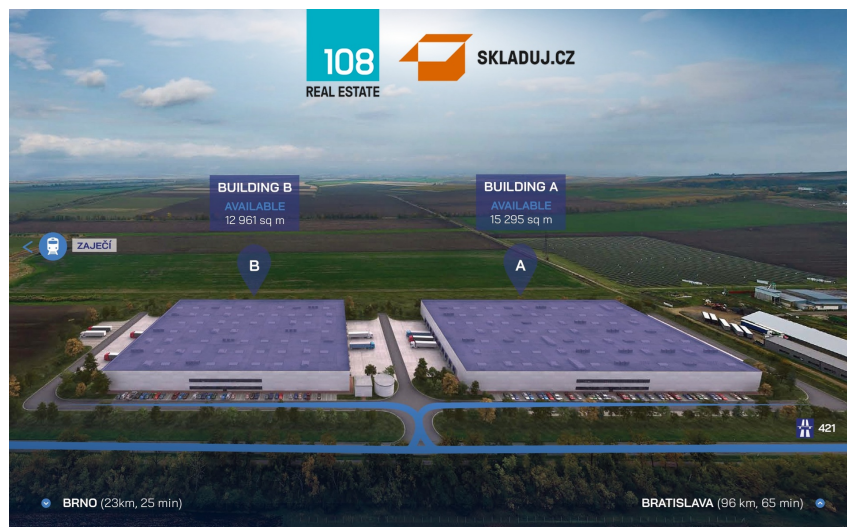 108
REAL ESTATE
SKLADUJ.CZ
BUILDING B
AVAILABLE
12 961 sq m
BUILDING A
AVAILABLE
15 295 sq m
ZAJEČÍ
B
A
421
BRNO (23km, 25 min)
BRATISLAVA (96 km, 65 min)